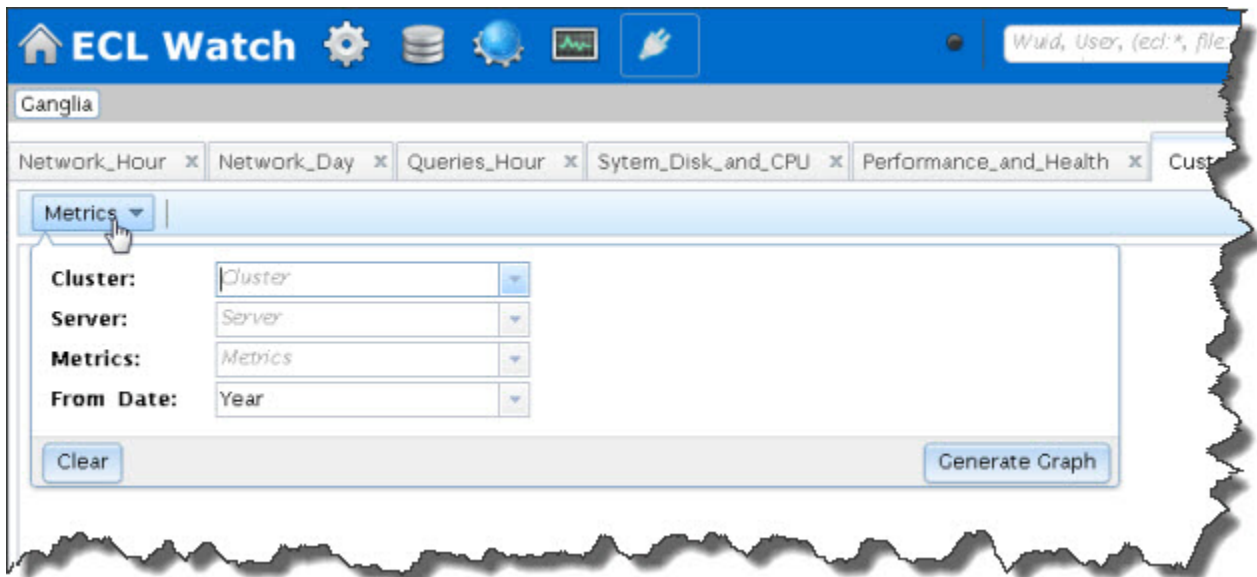 ECL Watch Wuid, User, (ecl:*, file:
Ganglia
Network_Hour x Network_Day x Queries_Hour x Sytem_Disk_and_CPU x Performance_and_Health x Cust
Metrics
Cluster: Cluster
Server: Server
Metrics: Metrics
From Date: Year
Clear Generate Graph